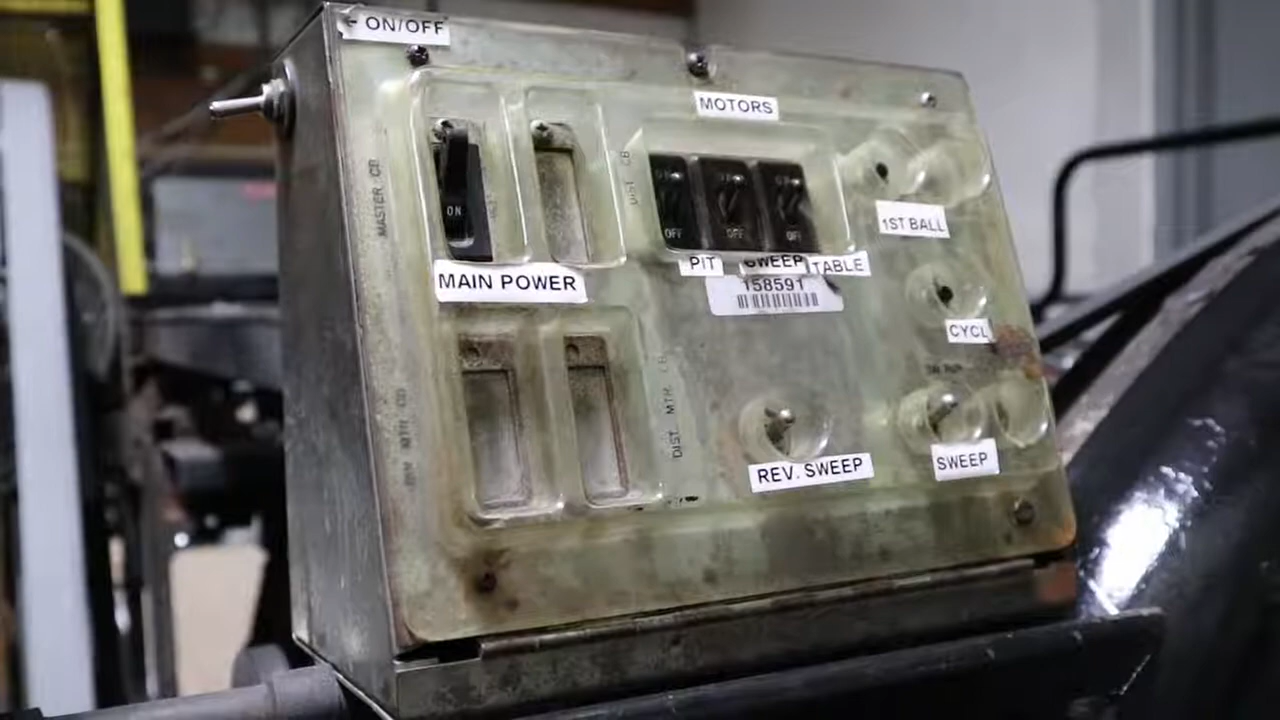 ← ON/OFF
MOTORS
MASTER CB
ON
DIST CB
OFF
OFF
OFF
1ST BALL
PIT
SWEEP
TABLE
MAIN POWER
158591
CYCL
DIST. MTR. CB
REV. SWEEP
SWEEP